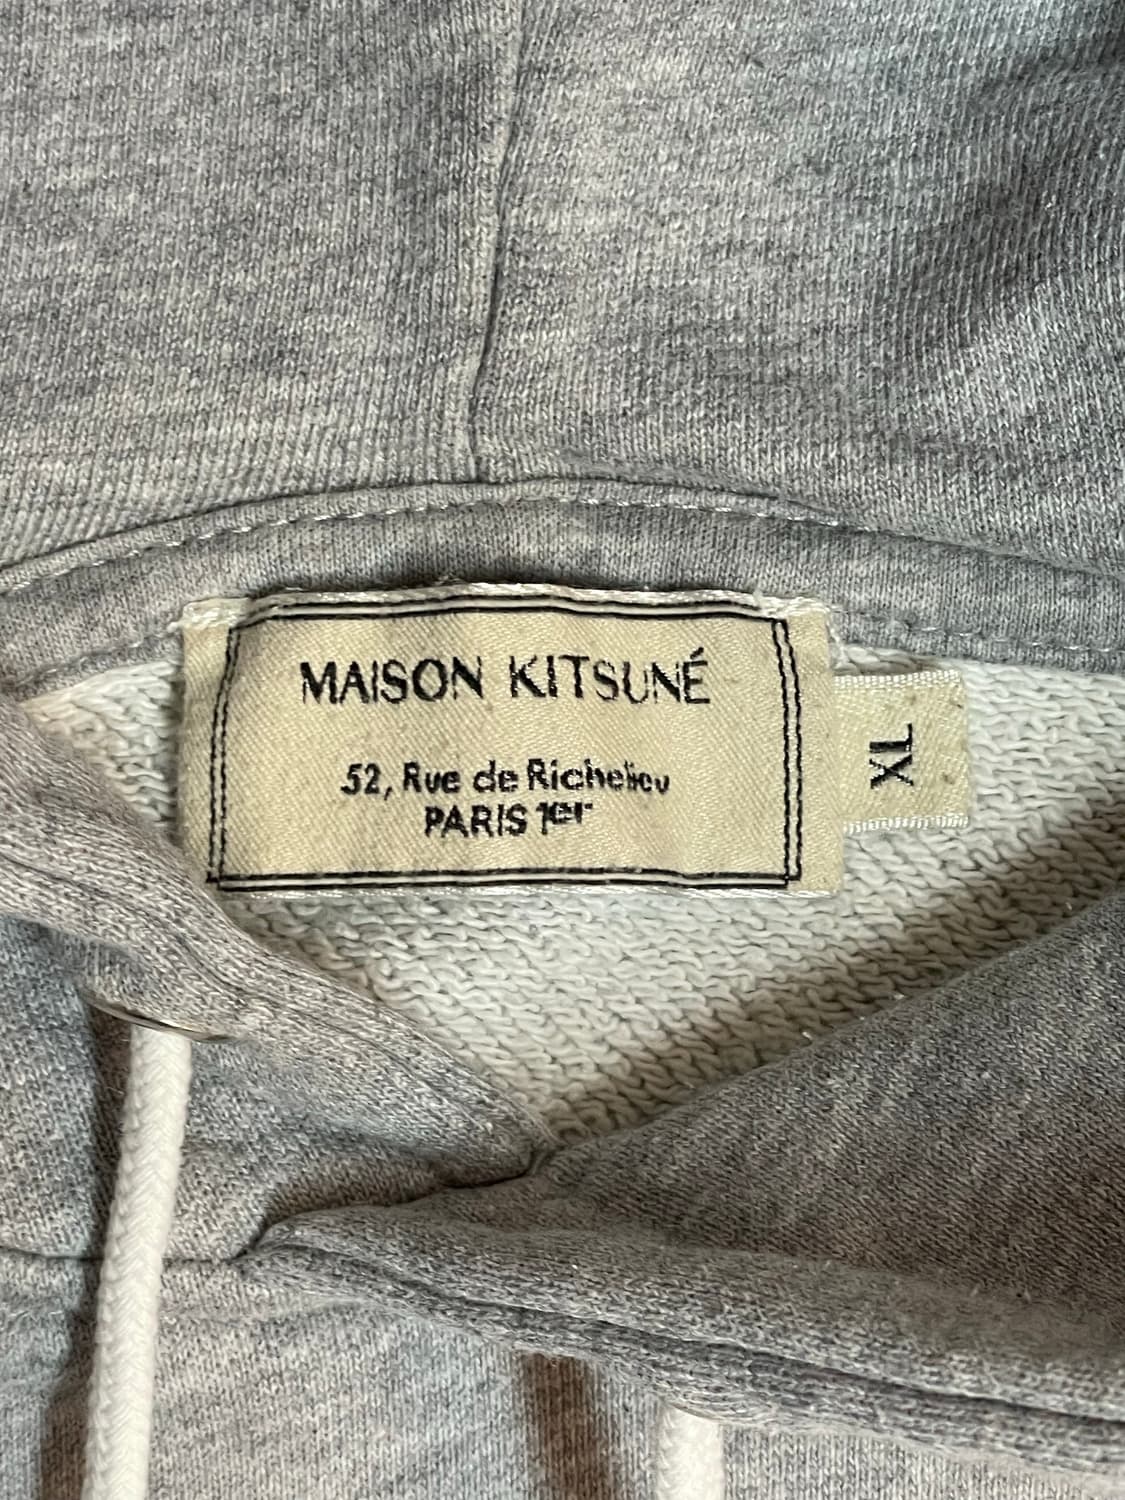 MAISON KITSUNÉ
52, Rue de Richelieu
PARIS 1er
XL